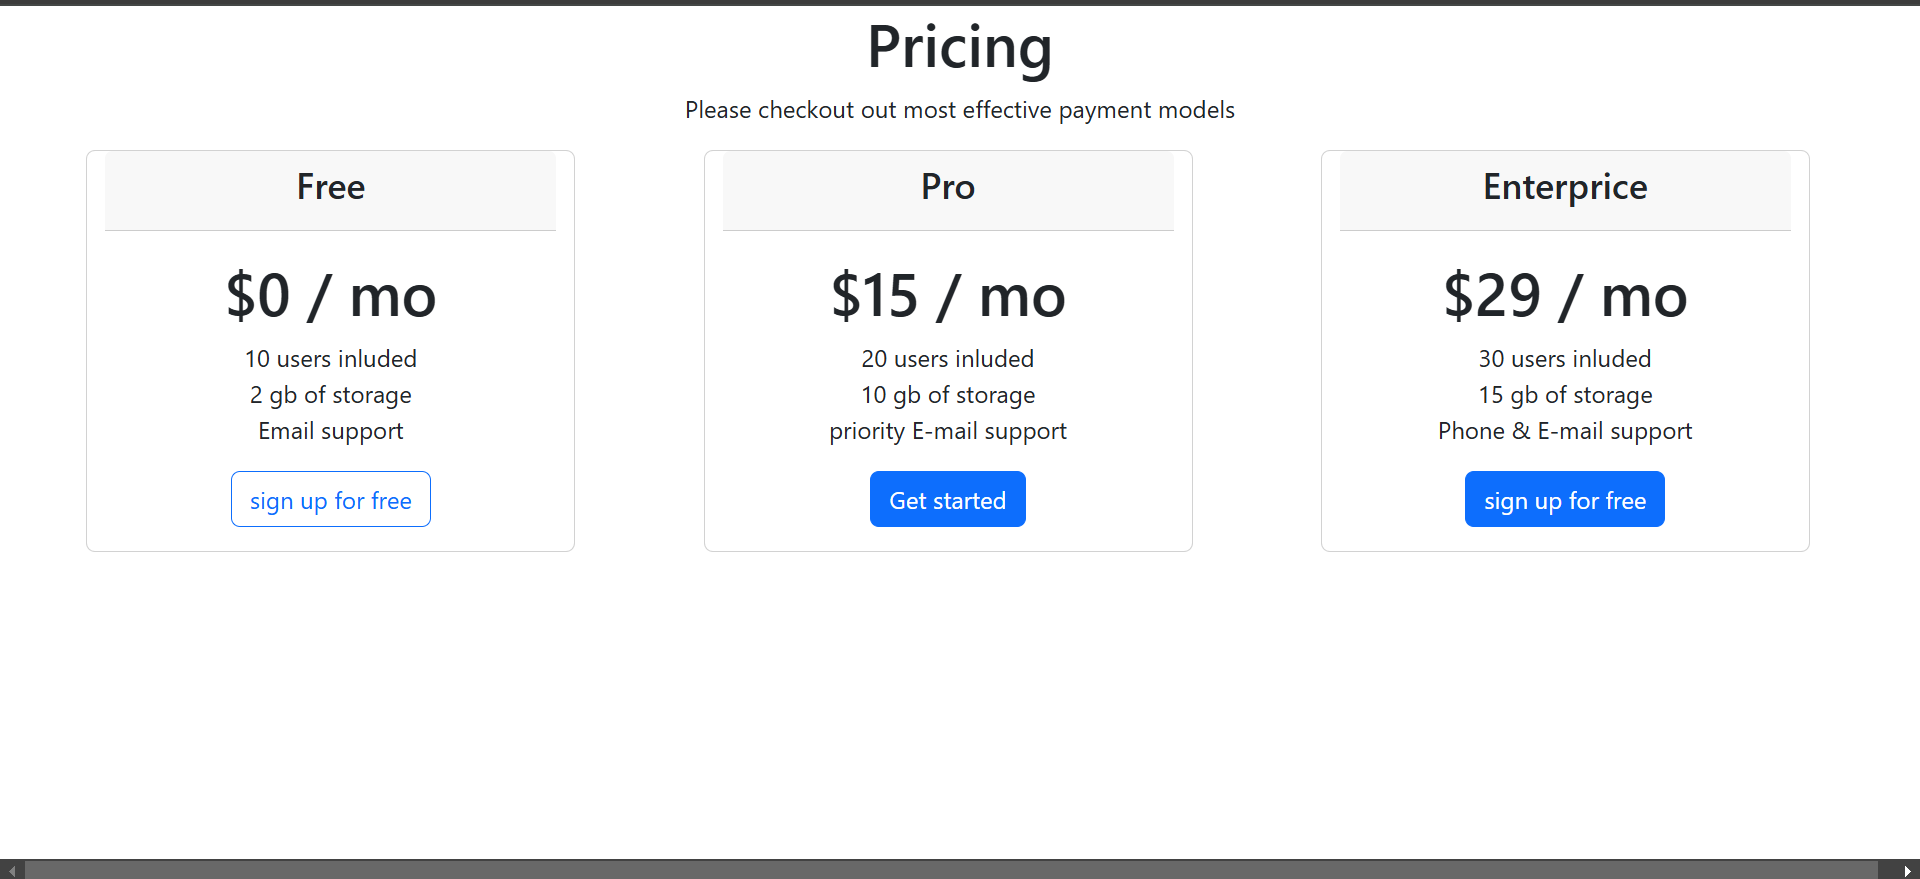 Pricing
Please checkout out most effective payment models
Free
$0 / mo
10 users inluded
2 gb of storage
Email support
sign up for free
Pro
$15 / mo
20 users inluded
10 gb of storage
priority E-mail support
Get started
Enterprice
$29 / mo
30 users inluded
15 gb of storage
Phone & E-mail support
sign up for free